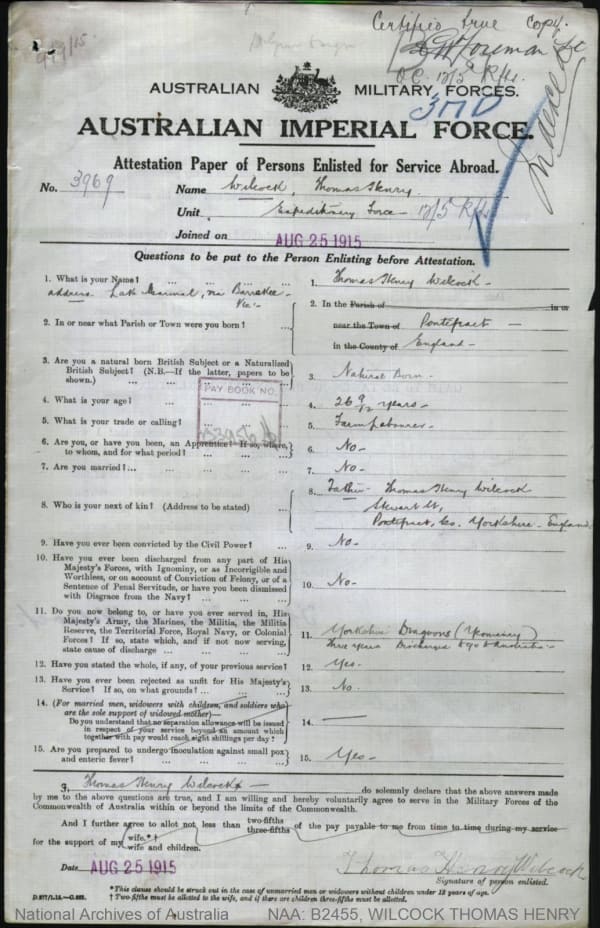 Certified true copy.
O.C. 17/5 Rfts.
AUSTRALIAN MILITARY FORCES.
3MD
AUSTRALIAN IMPERIAL FORCE.
Attestation Paper of Persons Enlisted for Service Abroad.
No. 3969 Name Wilcock, Thomas Henry.
Unit Expeditionary Force - 12/5 Rfts
Joined on AUG 25 1915
Questions to be put to the Person Enlisting before Attestation.
1. What is your Name? ... ... ... ... 1. Thomas Henry Wilcock -
address Lake Marmal, via Barrakee - Vic -
2. In or near what Parish or Town were you born? ... 2. In the Parish of in or
near the Town of Pontefract -
in the County of England -
3. Are you a natural born British Subject or a Naturalized
British Subject? (N.B.—If the latter, papers to be
shown.) ... ... ... ... 3. Natural Born -
PAY BOOK NO.
4. What is your age? ... ... ... 4. 26 9/12 years -
5. What is your trade or calling? ... ... 5. Farm Labourer -
6. Are you, or have you been, an Apprentice? If so, where,
to whom, and for what period? ... ... 6. No -
7. Are you married? ... ... ... ... 7. No -
8. Who is your next of kin? (Address to be stated) ... 8. Father - Thomas Henry Wilcock
Stewart St,
Pontefract, Co. Yorkshire - England
9. Have you ever been convicted by the Civil Power? ... 9. No -
10. Have you ever been discharged from any part of His
Majesty's Forces, with Ignominy, or as Incorrigible and
Worthless, or on account of Conviction of Felony, or of a
Sentence of Penal Servitude, or have you been dismissed
with Disgrace from the Navy? ... ... ... 10. No -
11. Do you now belong to, or have you ever served in, His
Majesty's Army, the Marines, the Militia, the Militia
Reserve, the Territorial Force, Royal Navy, or Colonial
Forces? If so, state which, and if not now serving,
state cause of discharge ... ... ... 11. Yorkshire Dragoons (Yeomanry)
three years Discharged to go to Australia -
12. Have you stated the whole, if any, of your previous service? 12. Yes -
13. Have you ever been rejected as unfit for His Majesty's
Service? If so, on what grounds? ... ... 13. No.
14. (For married men, widowers with children, and soldiers who
are the sole support of widowed mother)—
Do you understand that no separation allowance will be issued
in respect of your service beyond an amount which
together with pay would reach eight shillings per day? 14. —
15. Are you prepared to undergo inoculation against small pox
and enteric fever? ... ... ... ... 15. Yes -
I, Thomas Henry Wilcock do solemnly declare that the above answers made
by me to the above questions are true, and I am willing and hereby voluntarily agree to serve in the Military Forces of the
Commonwealth of Australia within or beyond the limits of the Commonwealth.
And I further agree to allot not less than two-fifths three-fifths of the pay payable to me from time to time during my service
for the support of my wife.*† wife and children.
Date AUG 25 1915 Thomas Henry Wilcock
Signature of person enlisted.
*This clause should be struck out in the case of unmarried men or widowers without children under 18 years of age.
† Two-fifths must be allotted to the wife, and if there are children three-fifths must be allotted.
National Archives of Australia NAA: B2455, WILCOCK THOMAS HENRY